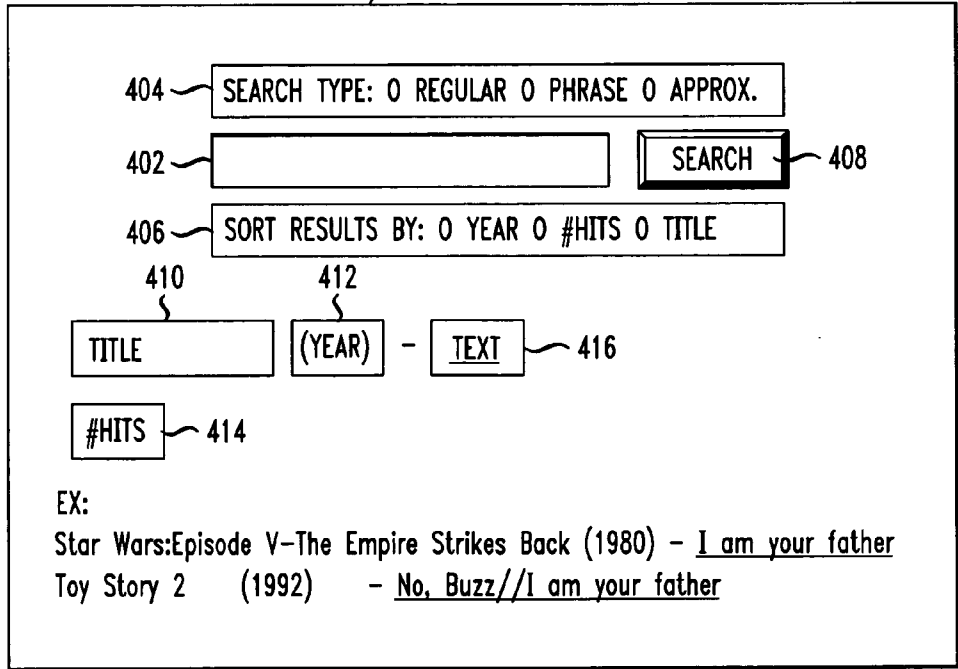 404 SEARCH TYPE: O REGULAR O PHRASE O APPROX.
402 SEARCH 408
406 SORT RESULTS BY: O YEAR O #HITS O TITLE
410 412
TITLE (YEAR) - TEXT 416
#HITS 414
EX:
Star Wars:Episode V-The Empire Strikes Back (1980) - I am your father
Toy Story 2 (1992) - No, Buzz//I am your father